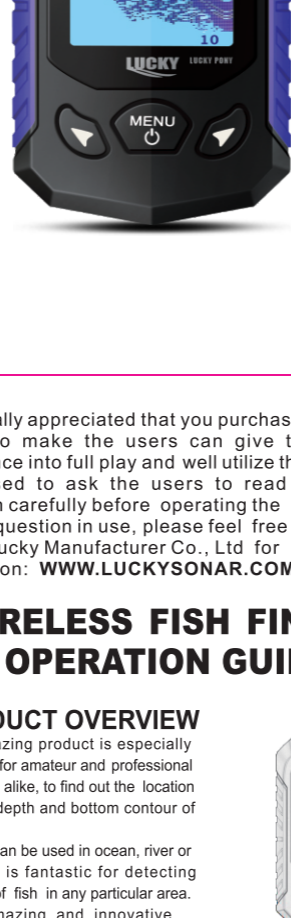 10
LUCKY LUCKY PONY
MENU
ally appreciated that you purchas
o make the users can give t
ce into full play and well utilize th
sed to ask the users to read
n carefully before operating the
question in use, please feel free
ucky Manufacturer Co., Ltd for
on: WWW.LUCKYSONAR.COM
RELESS FISH FIN
OPERATION GUI
DUCT OVERVIEW
azing product is especially
for amateur and professional
alike, to find out the location
depth and bottom contour of
an be used in ocean, river or
is fantastic for detecting
of fish in any particular area.
mazing and innovative